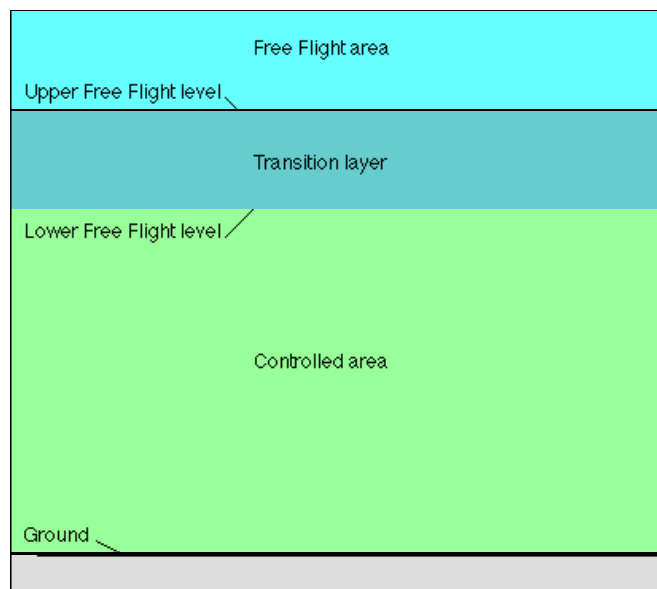 Free Flight area
Upper Free Flight level
Transition layer
Lower Free Flight level
Controlled area
Ground